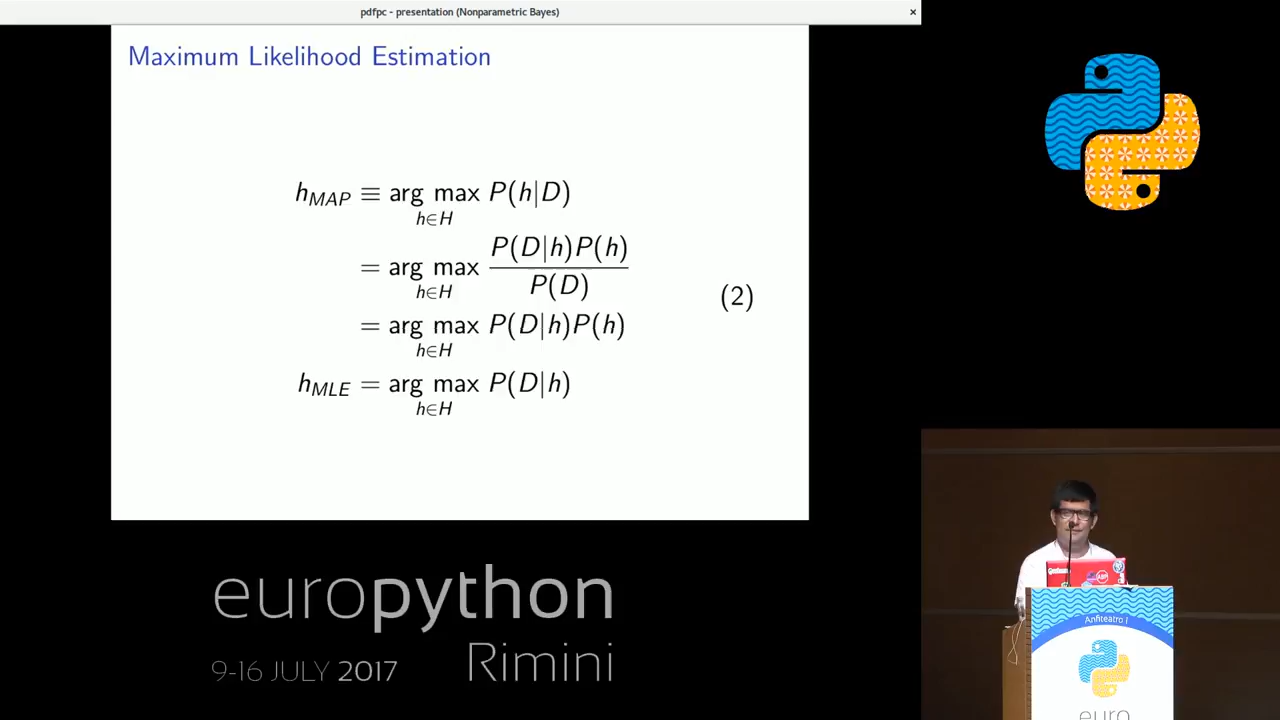 pdfpc - presentation (Nonparametric Bayes) ×
Maximum Likelihood Estimation
h_MAP ≡ arg max_{h∈H} P(h|D)
= arg max_{h∈H} P(D|h)P(h) / P(D)
= arg max_{h∈H} P(D|h)P(h)
h_MLE = arg max_{h∈H} P(D|h)
(2)
europython
9-16 JULY 2017 Rimini
Anfiteatro 1
euro